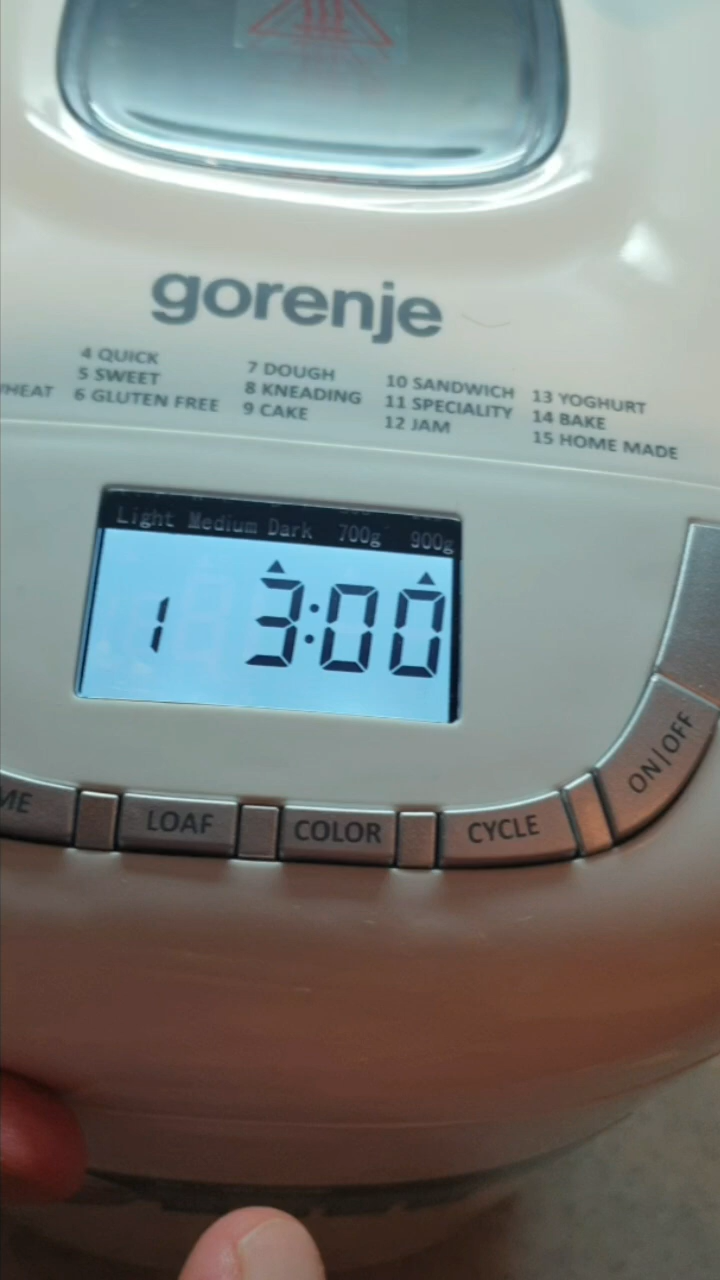 gorenje
4 QUICK
5 SWEET
6 GLUTEN FREE
7 DOUGH
8 KNEADING
9 CAKE
10 SANDWICH
11 SPECIALITY
12 JAM
13 YOGHURT
14 BAKE
15 HOME MADE
Light Medium Dark 700g 900g
1 3:00
LOAF
COLOR
CYCLE
ON|OFF